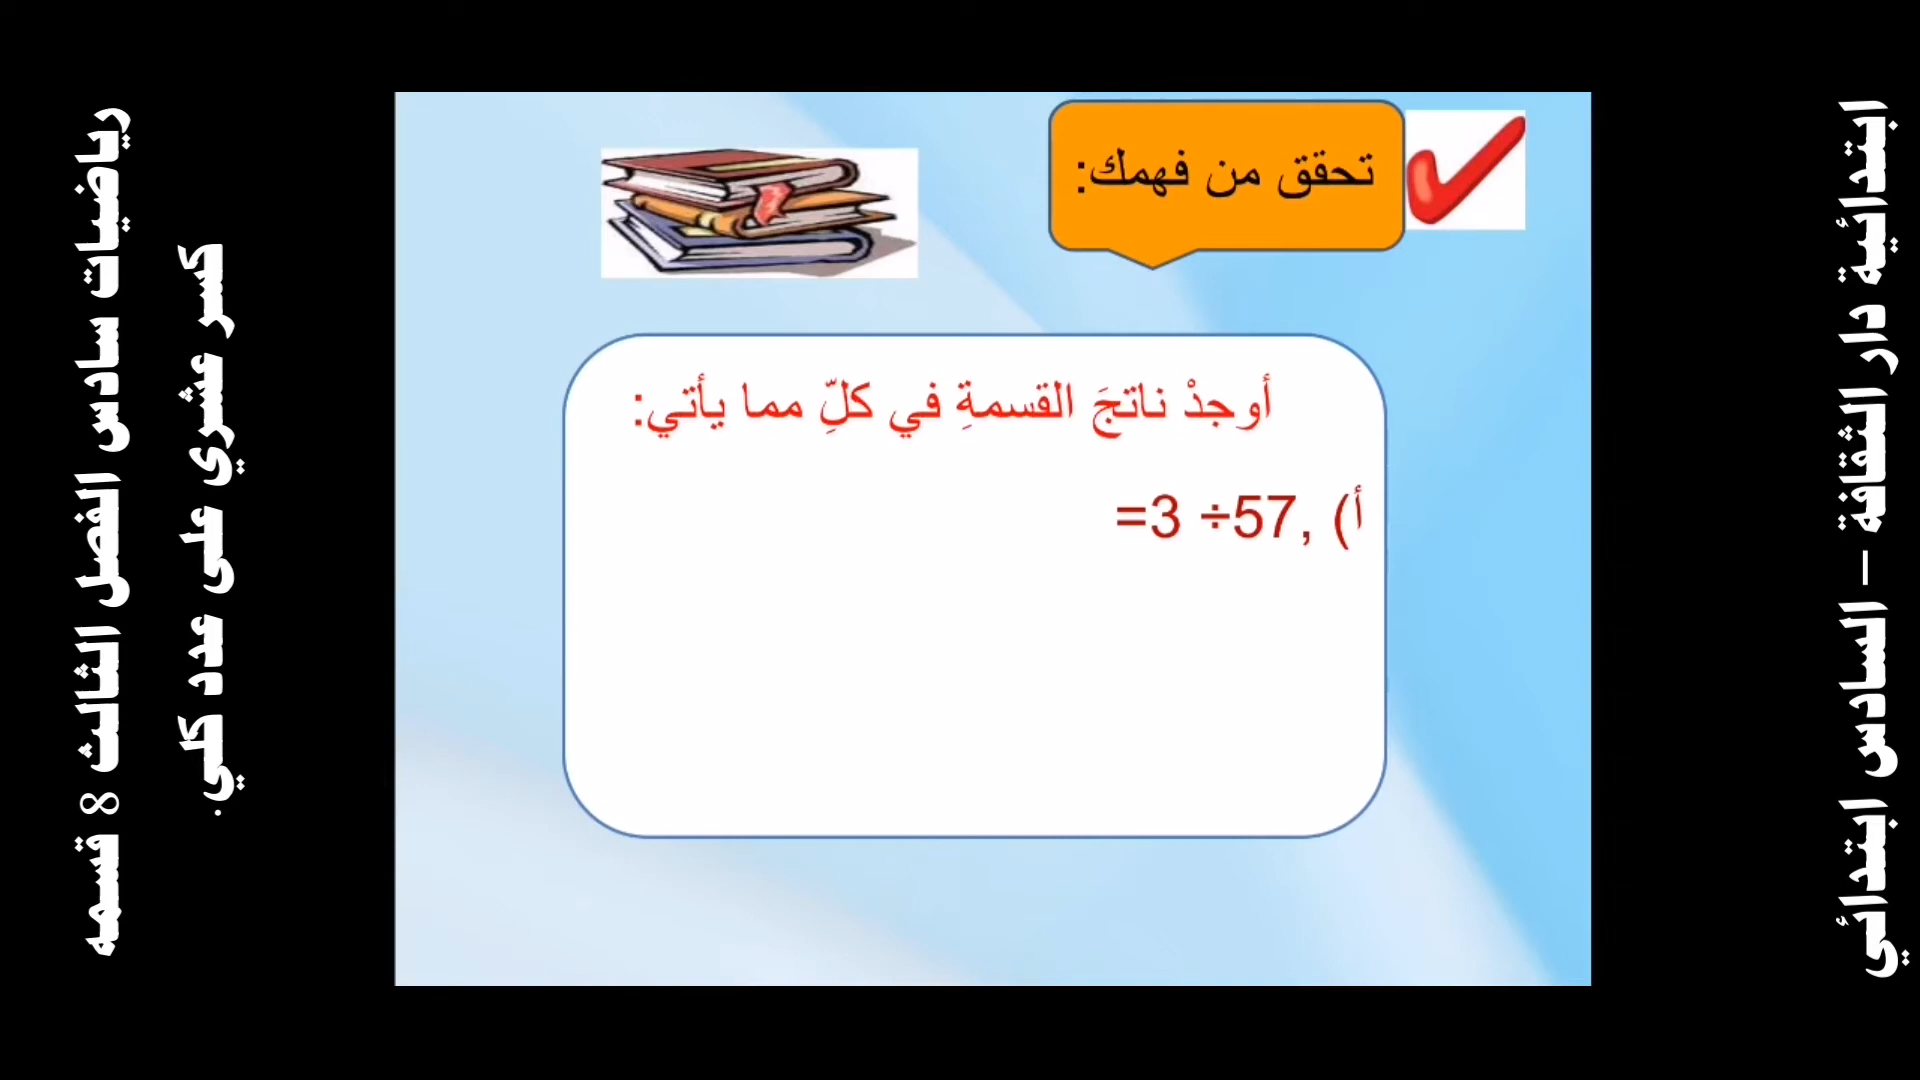 ابتدائية دار الثقافة – السادس ابتدائي
تحقق من فهمك:
أوجدْ ناتجَ القسمةِ في كلِّ مما يأتي:
أ) ,57÷ 3=
رياضيات سادس الفصل الثالث 8 قسمه
كسر عشري على عدد كلي.